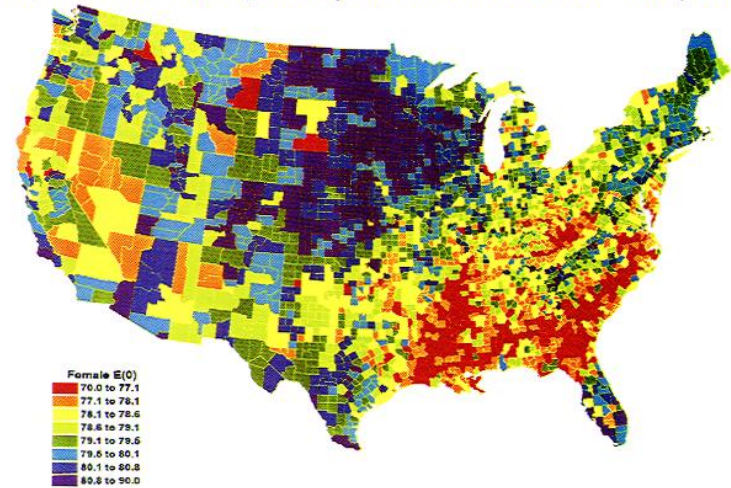 Female E(0)
70.0 to 77.1
77.1 to 78.1
78.1 to 78.6
78.6 to 79.1
79.1 to 79.5
79.5 to 80.1
80.1 to 80.8
80.8 to 90.0